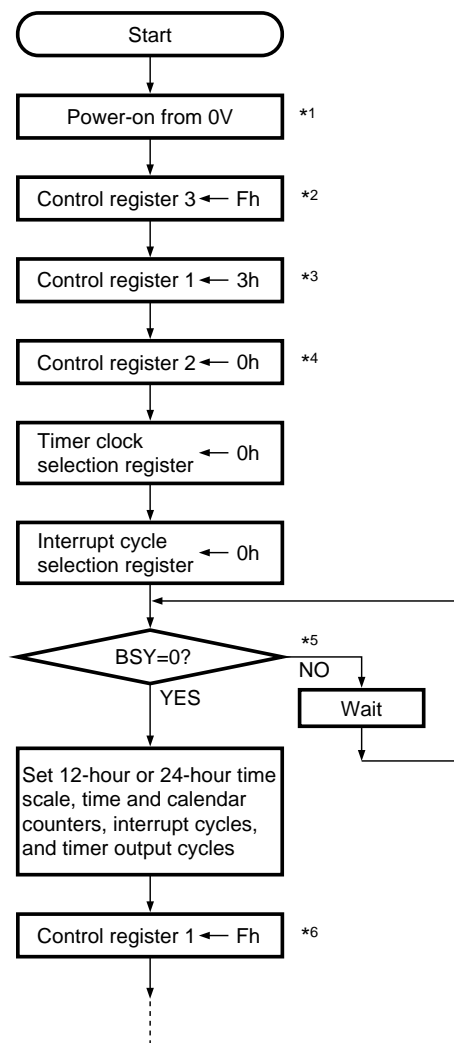 Start
Power-on from 0V *1
Control register 3 ← Fh *2
Control register 1 ← 3h *3
Control register 2 ← 0h *4
Timer clock
selection register ← 0h
Interrupt cycle
selection register ← 0h
BSY=0? *5
NO
YES
Wait
Set 12-hour or 24-hour time
scale, time and calendar
counters, interrupt cycles,
and timer output cycles
Control register 1 ← Fh *6